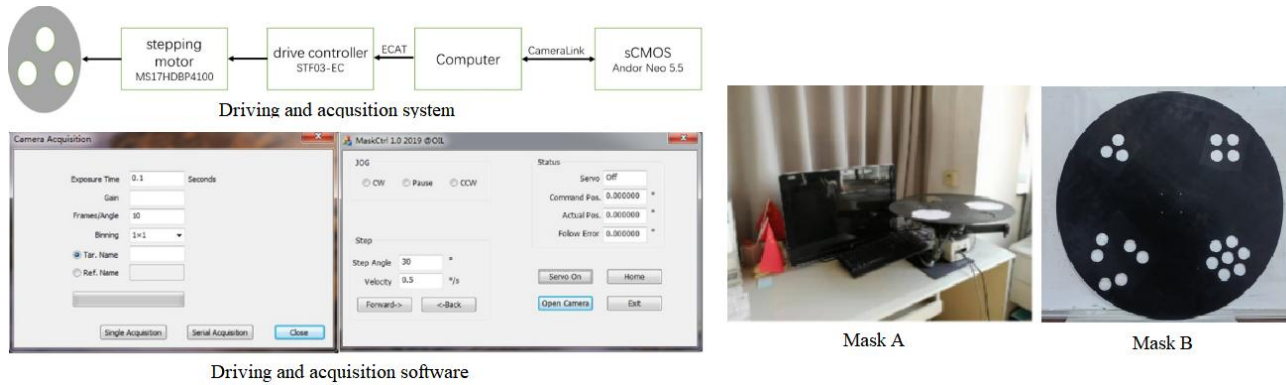 stepping
motor
MS17HDBP4100
drive controller
STF03-EC
ECAT
Computer
CameraLink
sCMOS
Andor Neo 5.5
Driving and acqusition system
Camera Acquisition
Exposure Time 0.1 Seconds
Gain
Frames/Angle 10
Binning 1×1
Tar. Name
Ref. Name
Single Acquisition Serial Acquisition Close
MaskCtrl 1.0 2019 @OIL
JOG
CW Pause CCW
Step
Step Angle 30 °
Velocity 0.5 °/s
Forward-> <-Back
Status
Servo Off
Command Pos. 0.000000 °
Actual Pos. 0.000000 °
Follow Error 0.000000 °
Servo On Home
Open Camera Exit
Driving and acquisition software
Mask A
Mask B